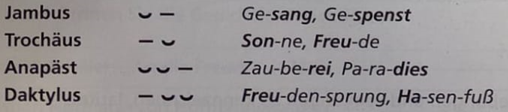 Jambus ⏑ – Ge-sang, Ge-spenst
Trochäus – ⏑ Son-ne, Freu-de
Anapäst ⏑⏑ – Zau-be-rei, Pa-ra-dies
Daktylus – ⏑⏑ Freu-den-sprung, Ha-sen-fuß